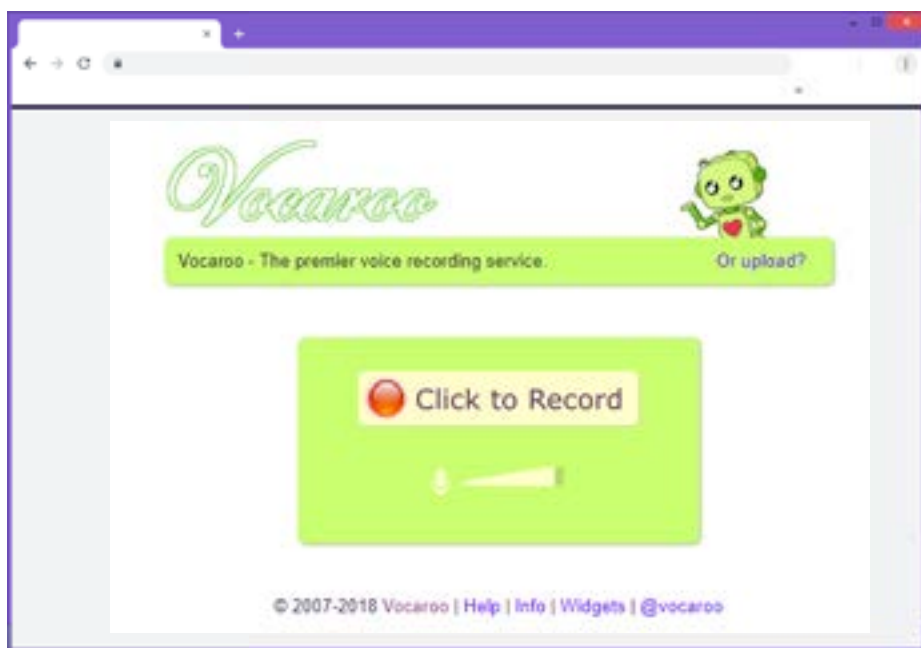 Vocaroo
Vocaroo - The premier voice recording service.
Or upload?
Click to Record
© 2007-2018 Vocaroo | Help | Info | Widgets | @vocaroo